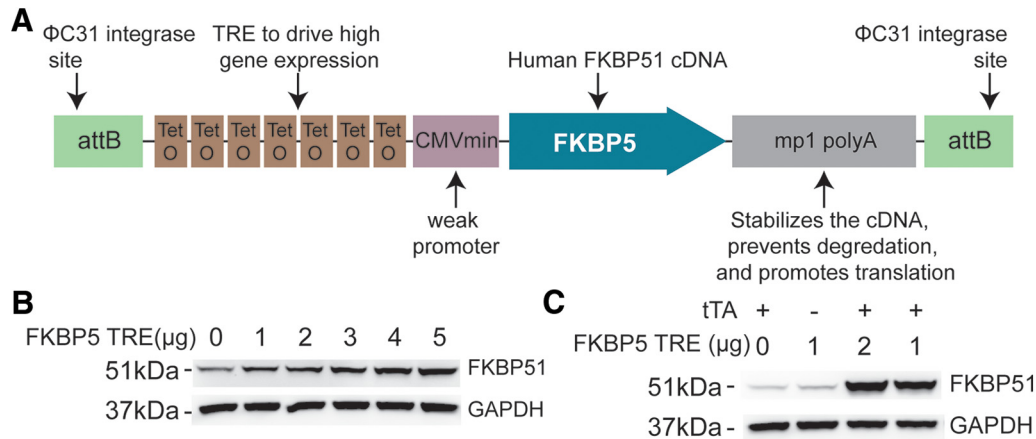 A
ΦC31 integrase
site
TRE to drive high
gene expression
Human FKBP51 cDNA
ΦC31 integrase
site
attB
Tet
O
Tet
O
Tet
O
Tet
O
Tet
O
Tet
O
Tet
O
CMVmin
FKBP5
mp1 polyA
attB
weak
promoter
Stabilizes the cDNA,
prevents degredation,
and promotes translation
B
FKBP5 TRE(µg) 0 1 2 3 4 5
51kDa - FKBP51
37kDa - GAPDH
C
tTA + - + +
FKBP5 TRE (µg) 0 1 2 1
51kDa - FKBP51
37kDa - GAPDH